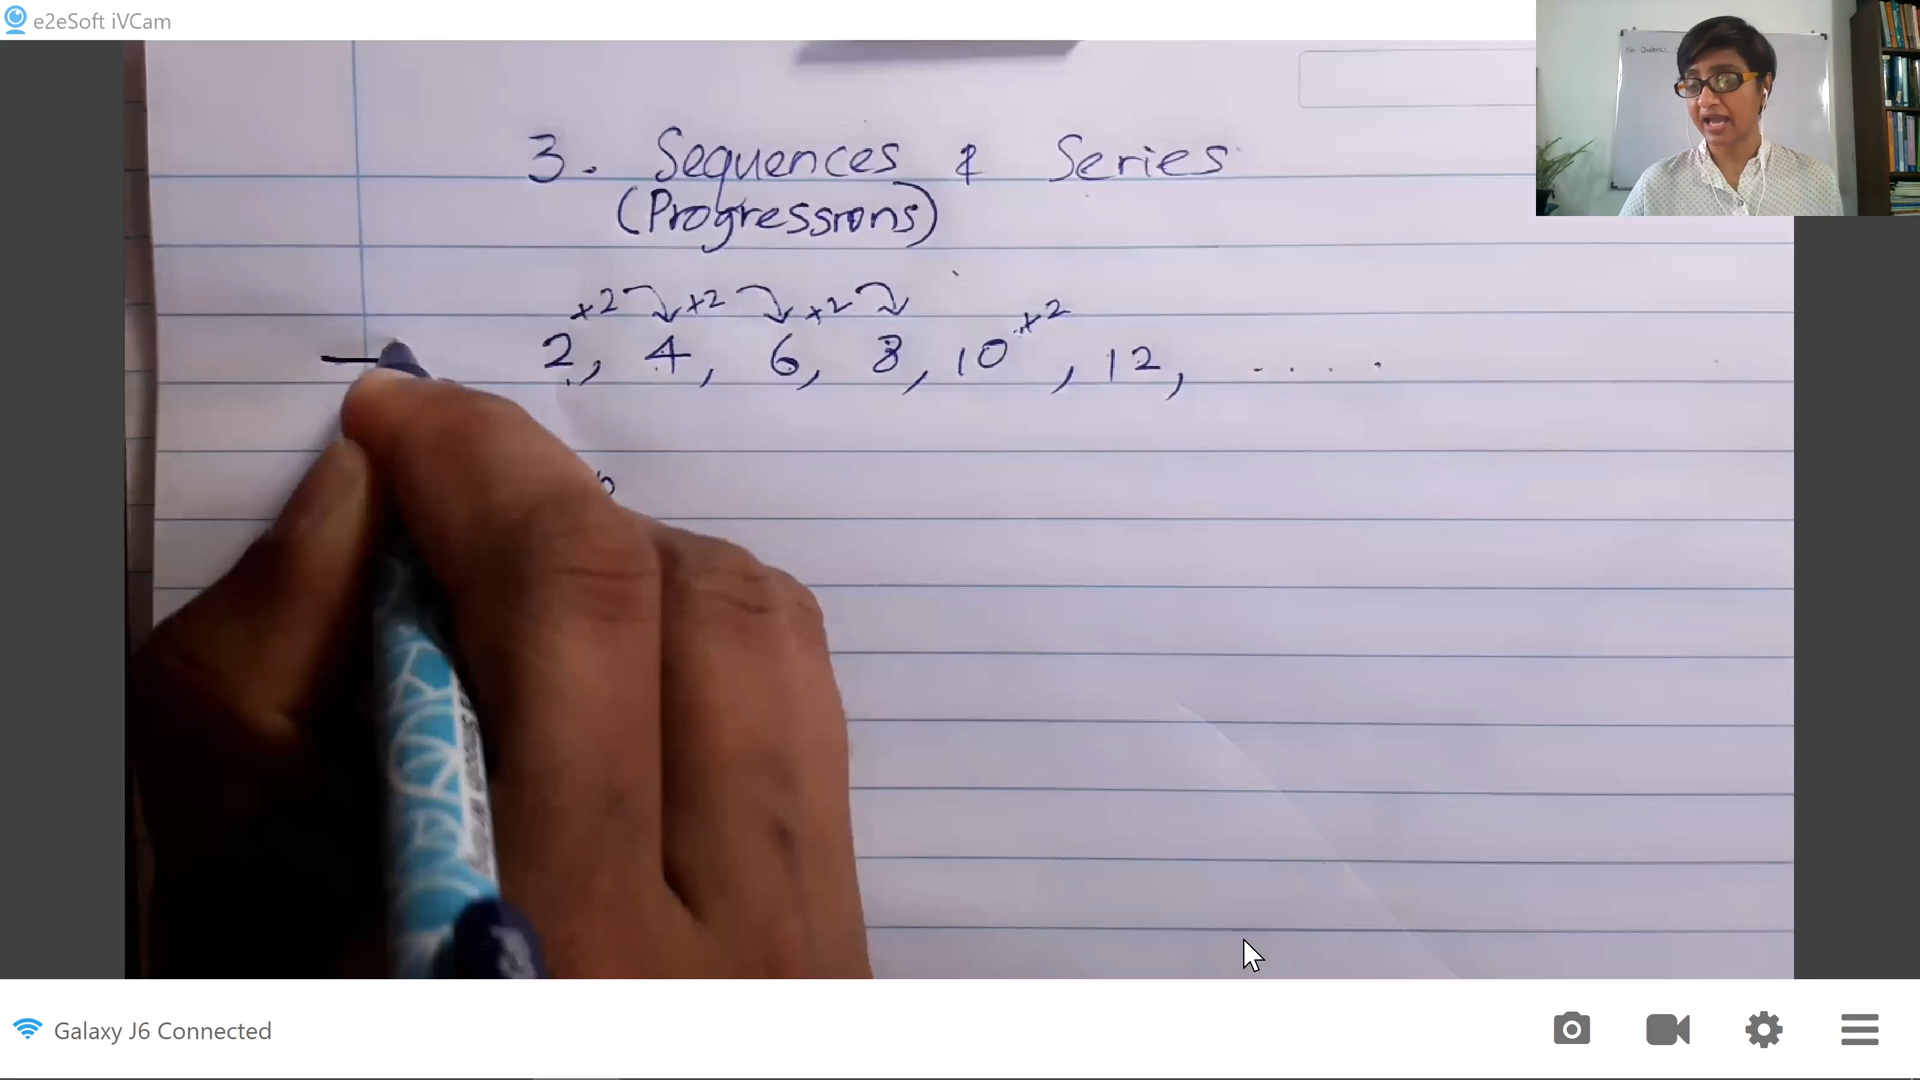 e2eSoft iVCam
3. Sequences & Series
(Progressions)
+2 +2 +2 +2
2, 4, 6, 8, 10, 12, . . . .
Galaxy J6 Connected